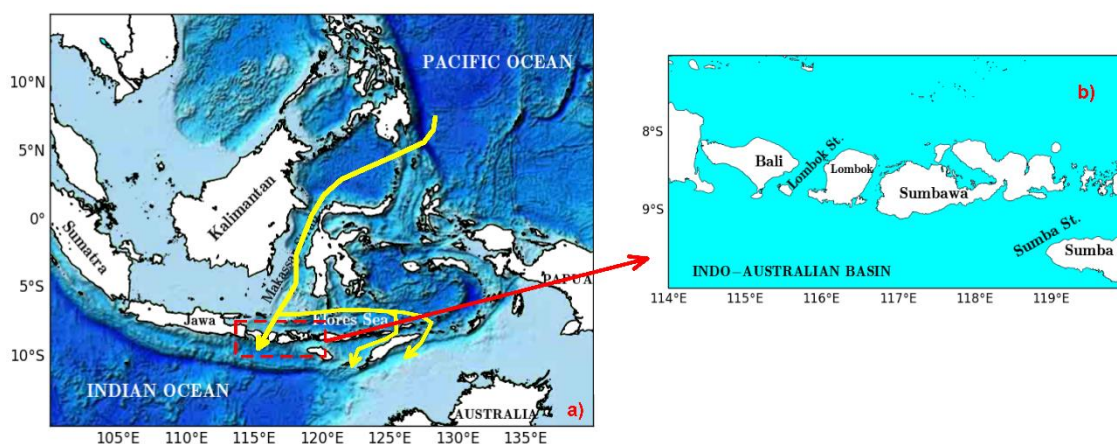 10°N
5°N
0°
5°S
10°S
105°E
110°E
115°E
120°E
125°E
130°E
135°E
PACIFIC OCEAN
Kalimantan
Sumatra
Makassa
PAPUA
Jawa
Flores Sea
INDIAN OCEAN
AUSTRALIA
a)
b)
8°S
9°S
Bali
Lombok St.
Lombok
Sumbawa
Sumba St.
Sumba
INDO-AUSTRALIAN BASIN
114°E
115°E
116°E
117°E
118°E
119°E